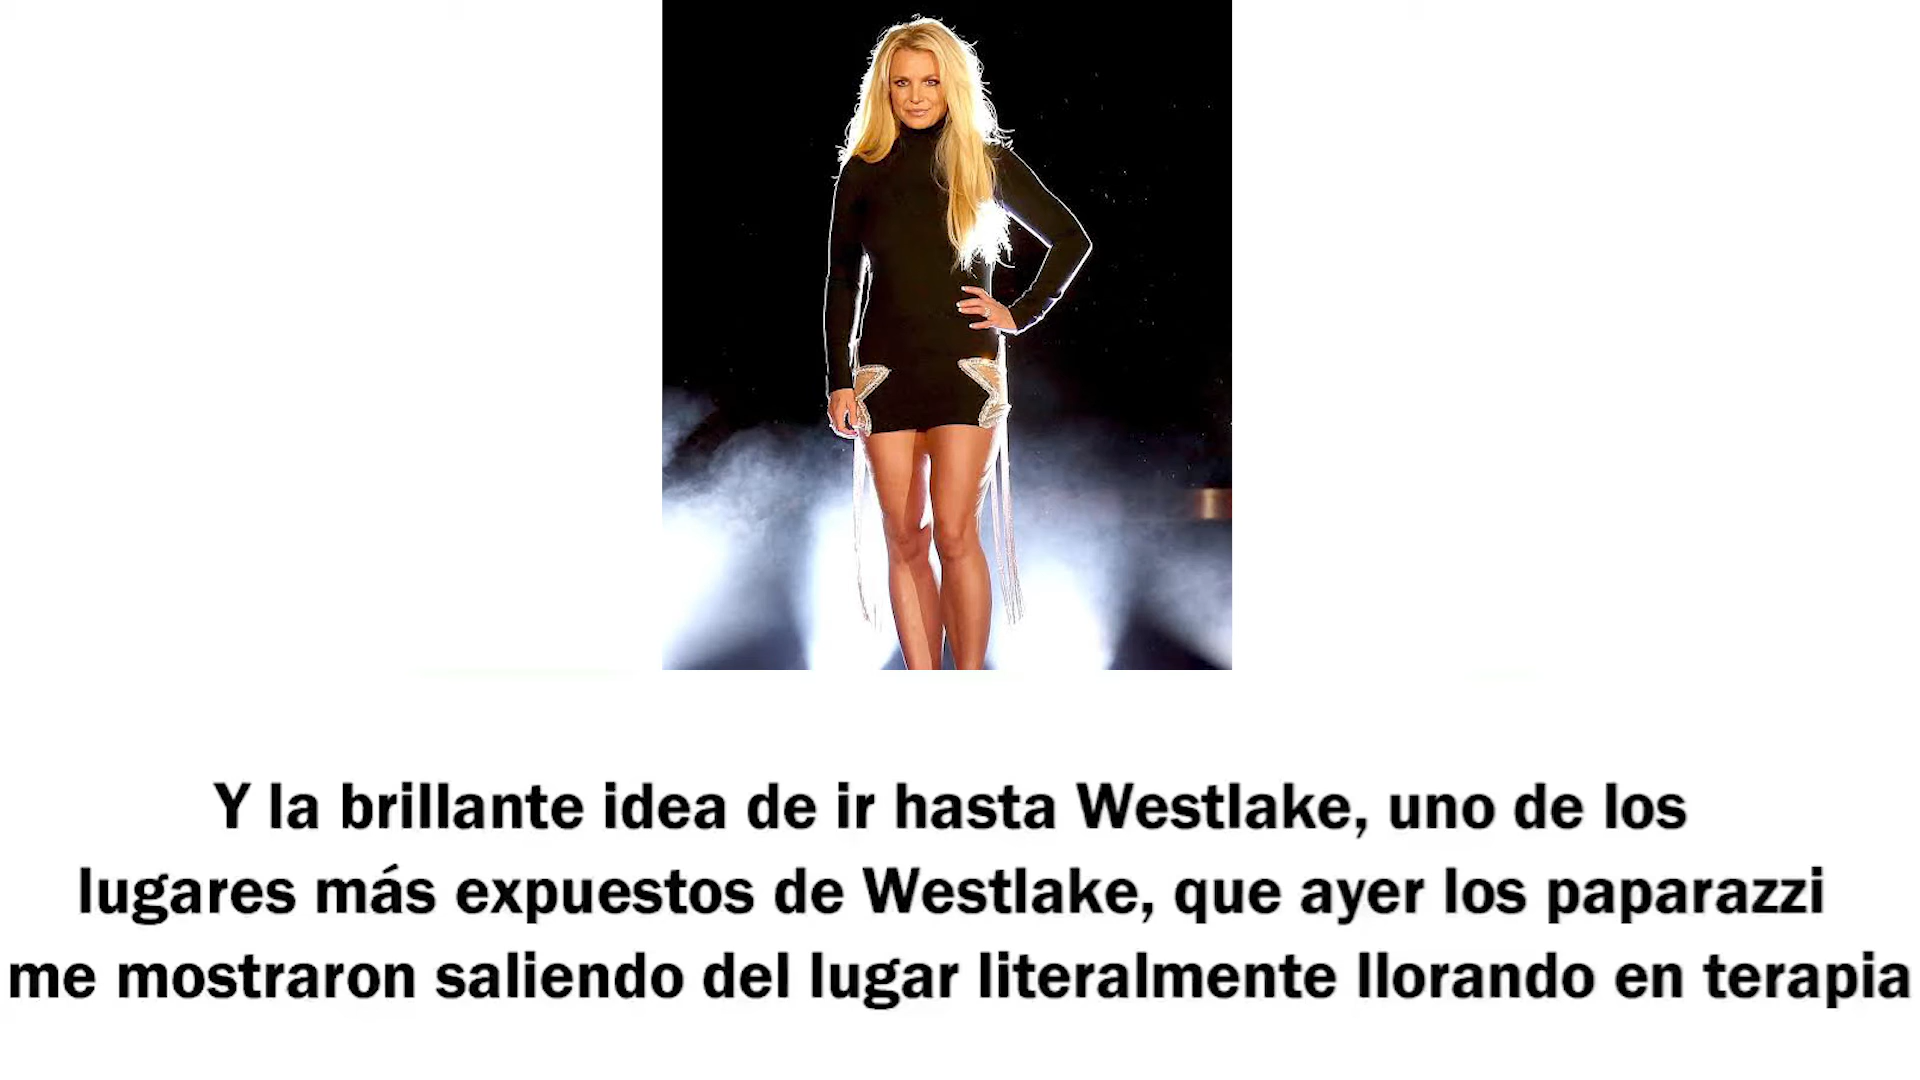 Y la brillante idea de ir hasta Westlake, uno de los
lugares más expuestos de Westlake, que ayer los paparazzi
me mostraron saliendo del lugar literalmente llorando en terapia